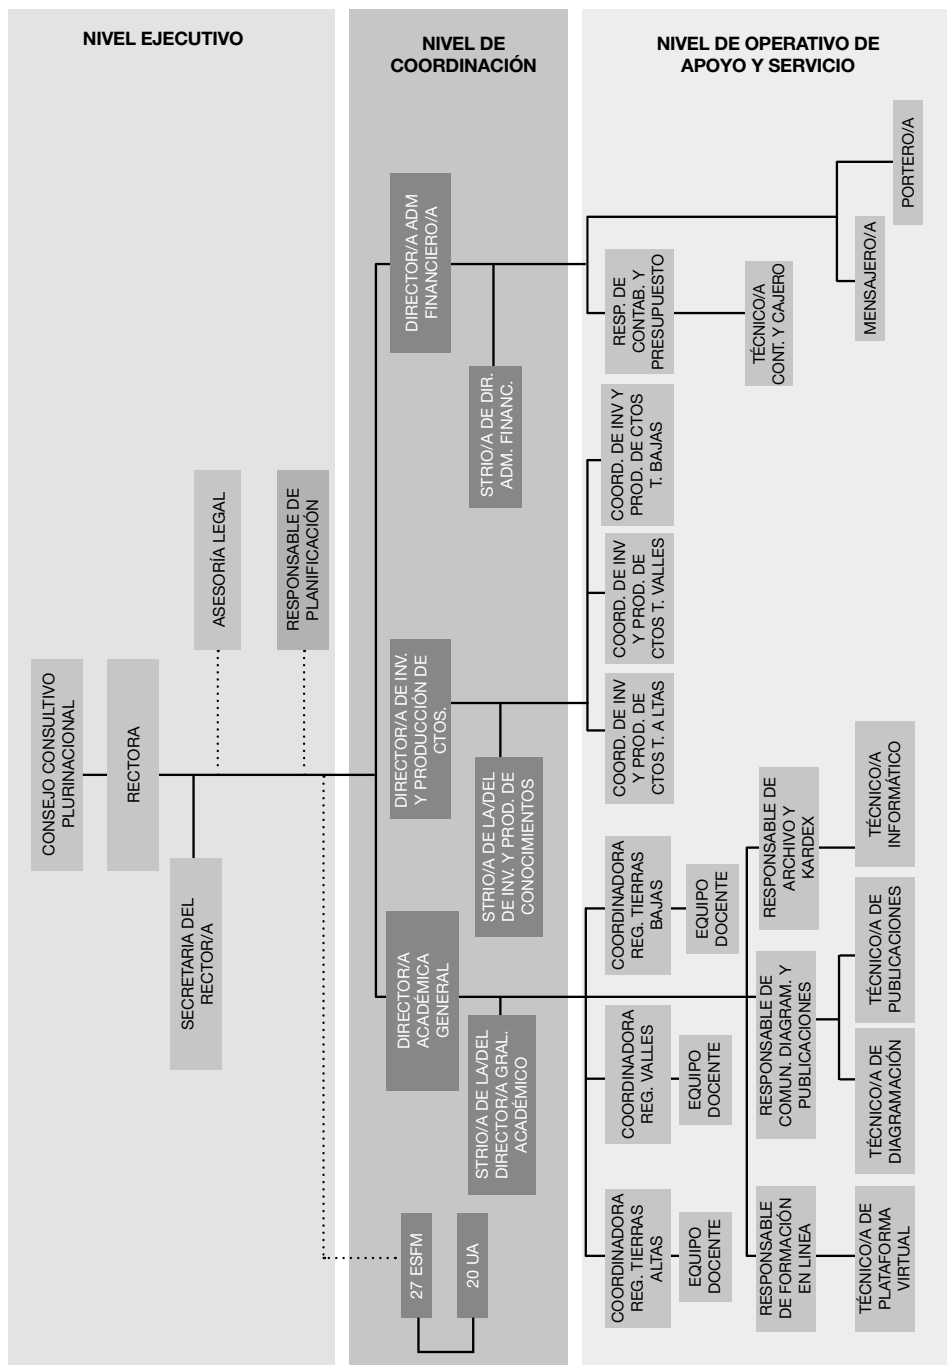 NIVEL EJECUTIVO
CONSEJO CONSULTIVO
PLURINACIONAL
RECTORA
SECRETARIA DEL
RECTOR/A
ASESORÍA LEGAL
RESPONSABLE DE
PLANIFICACIÓN
NIVEL DE
COORDINACIÓN
27 ESFM
20 UA
DIRECTOR/A
ACADÉMICA
GENERAL
STRIO/A DE LA/DEL
DIRECTOR/A GRAL.
ACADÉMICO
DIRECTOR/A DE INV.
Y PRODUCCIÓN DE
CTOS.
STRIO/A DE LA/DEL
DE INV. Y PROD. DE
CONOCIMIENTOS
DIRECTOR/A ADM
FINANCIERO/A
STRIO/A DE DIR.
ADM. FINANC.
NIVEL DE OPERATIVO DE
APOYO Y SERVICIO
COORDINADORA
REG. TIERRAS
ALTAS
EQUIPO
DOCENTE
COORDINADORA
REG. VALLES
EQUIPO
DOCENTE
COORDINADORA
REG. TIERRAS
BAJAS
EQUIPO
DOCENTE
RESPONSABLE
DE FORMACIÓN
EN LINEA
TÉCNICO/A DE
PLATAFORMA
VIRTUAL
RESPONSABLE DE
COMUN. DIAGRAM. Y
PUBLICACIONES
TÉCNICO/A DE
DIAGRAMACIÓN
TÉCNICO/A DE
PUBLICACIONES
RESPONSABLE DE
ARCHIVO Y
KARDEX
TÉCNICO/A
INFORMÁTICO
COORD. DE INV
Y PROD. DE
CTOS T. A LTAS
COORD. DE INV
Y PROD. DE
CTOS T. VALLES
COORD. DE INV Y
PROD. DE CTOS
T. BAJAS
RESP. DE
CONTAB. Y
PRESUPUESTO
TÉCNICO/A
CONT. Y CAJERO
MENSAJERO/A
PORTERO/A